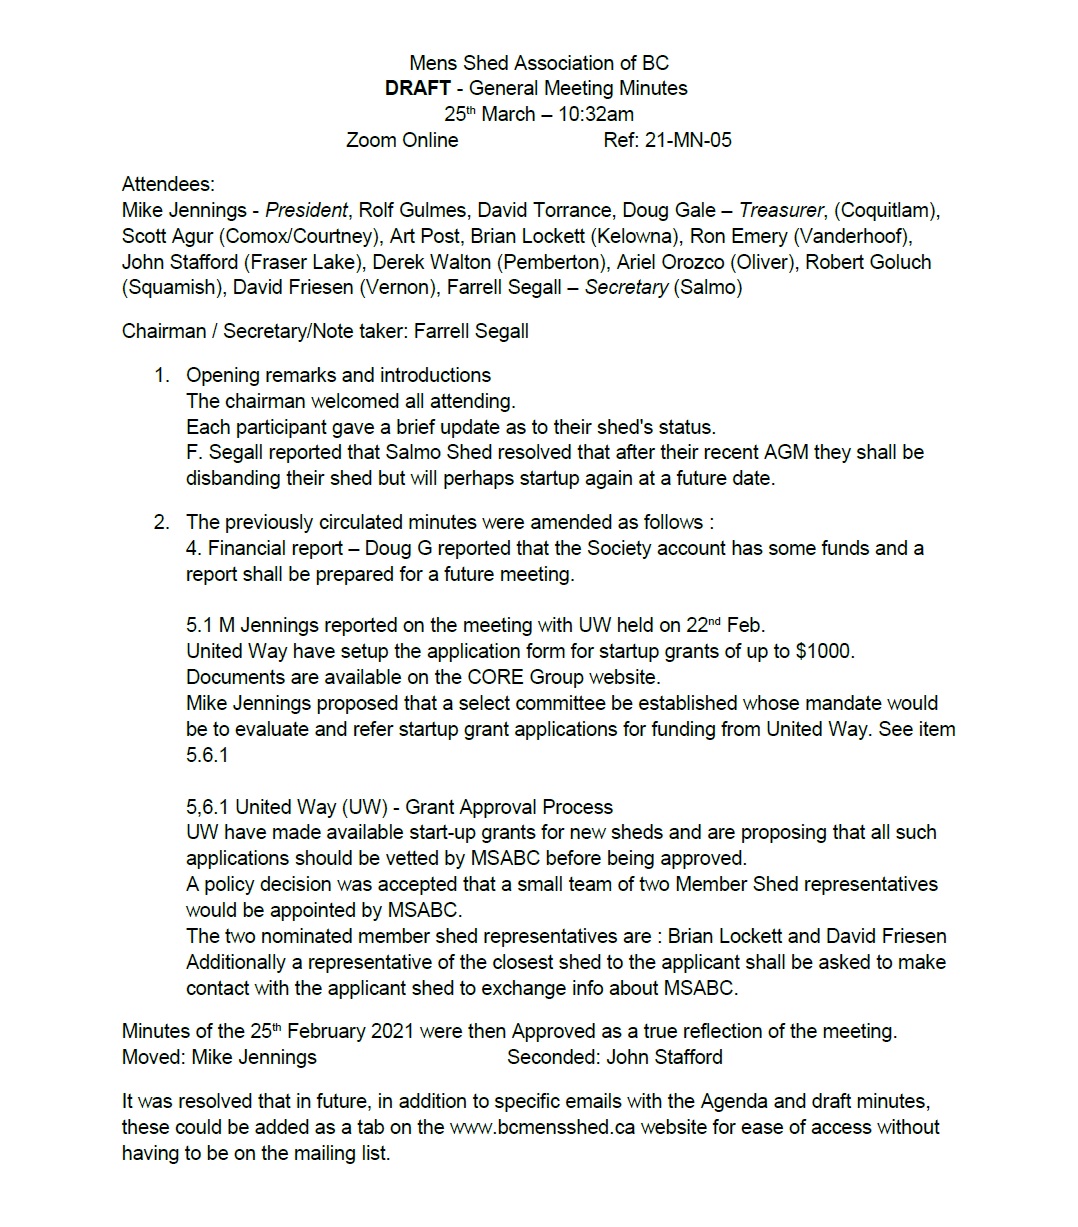 Mens Shed Association of BC
DRAFT - General Meeting Minutes
25th March – 10:32am
Zoom Online Ref: 21-MN-05
Attendees:
Mike Jennings - President, Rolf Gulmes, David Torrance, Doug Gale – Treasurer, (Coquitlam),
Scott Agur (Comox/Courtney), Art Post, Brian Lockett (Kelowna), Ron Emery (Vanderhoof),
John Stafford (Fraser Lake), Derek Walton (Pemberton), Ariel Orozco (Oliver), Robert Goluch
(Squamish), David Friesen (Vernon), Farrell Segall – Secretary (Salmo)
Chairman / Secretary/Note taker: Farrell Segall
1. Opening remarks and introductions
The chairman welcomed all attending.
Each participant gave a brief update as to their shed's status.
F. Segall reported that Salmo Shed resolved that after their recent AGM they shall be
disbanding their shed but will perhaps startup again at a future date.
2. The previously circulated minutes were amended as follows :
4. Financial report – Doug G reported that the Society account has some funds and a
report shall be prepared for a future meeting.
5.1 M Jennings reported on the meeting with UW held on 22nd Feb.
United Way have setup the application form for startup grants of up to $1000.
Documents are available on the CORE Group website.
Mike Jennings proposed that a select committee be established whose mandate would
be to evaluate and refer startup grant applications for funding from United Way. See item
5.6.1
5,6.1 United Way (UW) - Grant Approval Process
UW have made available start-up grants for new sheds and are proposing that all such
applications should be vetted by MSABC before being approved.
A policy decision was accepted that a small team of two Member Shed representatives
would be appointed by MSABC.
The two nominated member shed representatives are : Brian Lockett and David Friesen
Additionally a representative of the closest shed to the applicant shall be asked to make
contact with the applicant shed to exchange info about MSABC.
Minutes of the 25th February 2021 were then Approved as a true reflection of the meeting.
Moved: Mike Jennings Seconded: John Stafford
It was resolved that in future, in addition to specific emails with the Agenda and draft minutes,
these could be added as a tab on the www.bcmensshed.ca website for ease of access without
having to be on the mailing list.